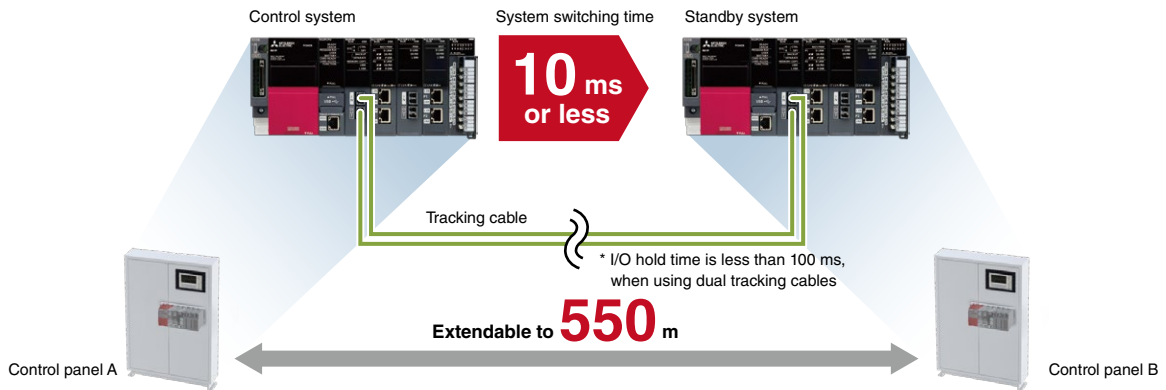 Control system
System switching time
Standby system
10 ms
or less
Tracking cable
* I/O hold time is less than 100 ms,
when using dual tracking cables
Extendable to 550 m
Control panel A
Control panel B